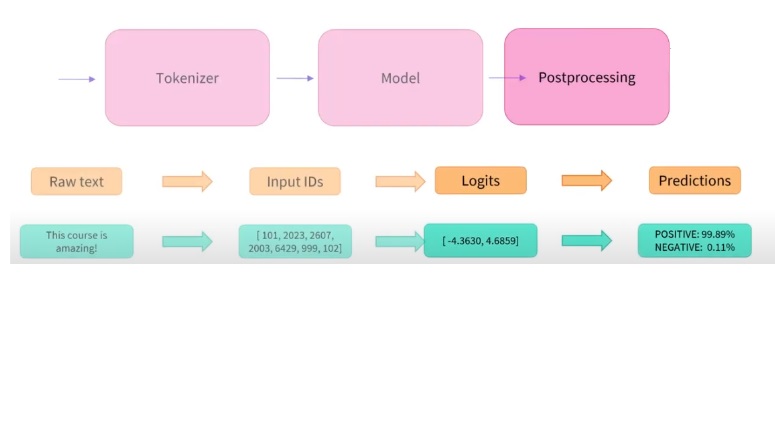 Tokenizer
Model
Postprocessing
Raw text
Input IDs
Logits
Predictions
This course is
amazing!
[ 101, 2023, 2607,
2003, 6429, 999, 102]
[ -4.3630, 4.6859]
POSITIVE: 99.89%
NEGATIVE: 0.11%